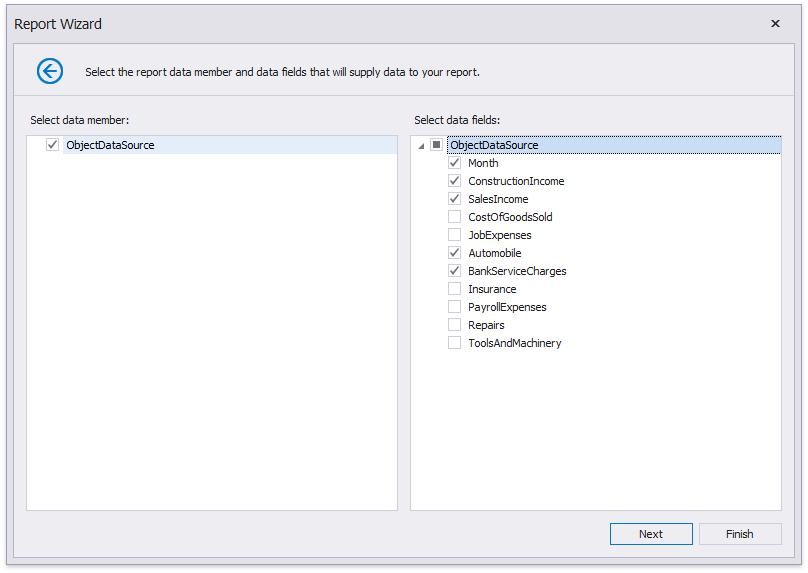 Report Wizard
Select the report data member and data fields that will supply data to your report.
Select data member:
ObjectDataSource
Select data fields:
ObjectDataSource
Month
ConstructionIncome
SalesIncome
CostOfGoodsSold
JobExpenses
Automobile
BankServiceCharges
Insurance
PayrollExpenses
Repairs
ToolsAndMachinery
Next
Finish